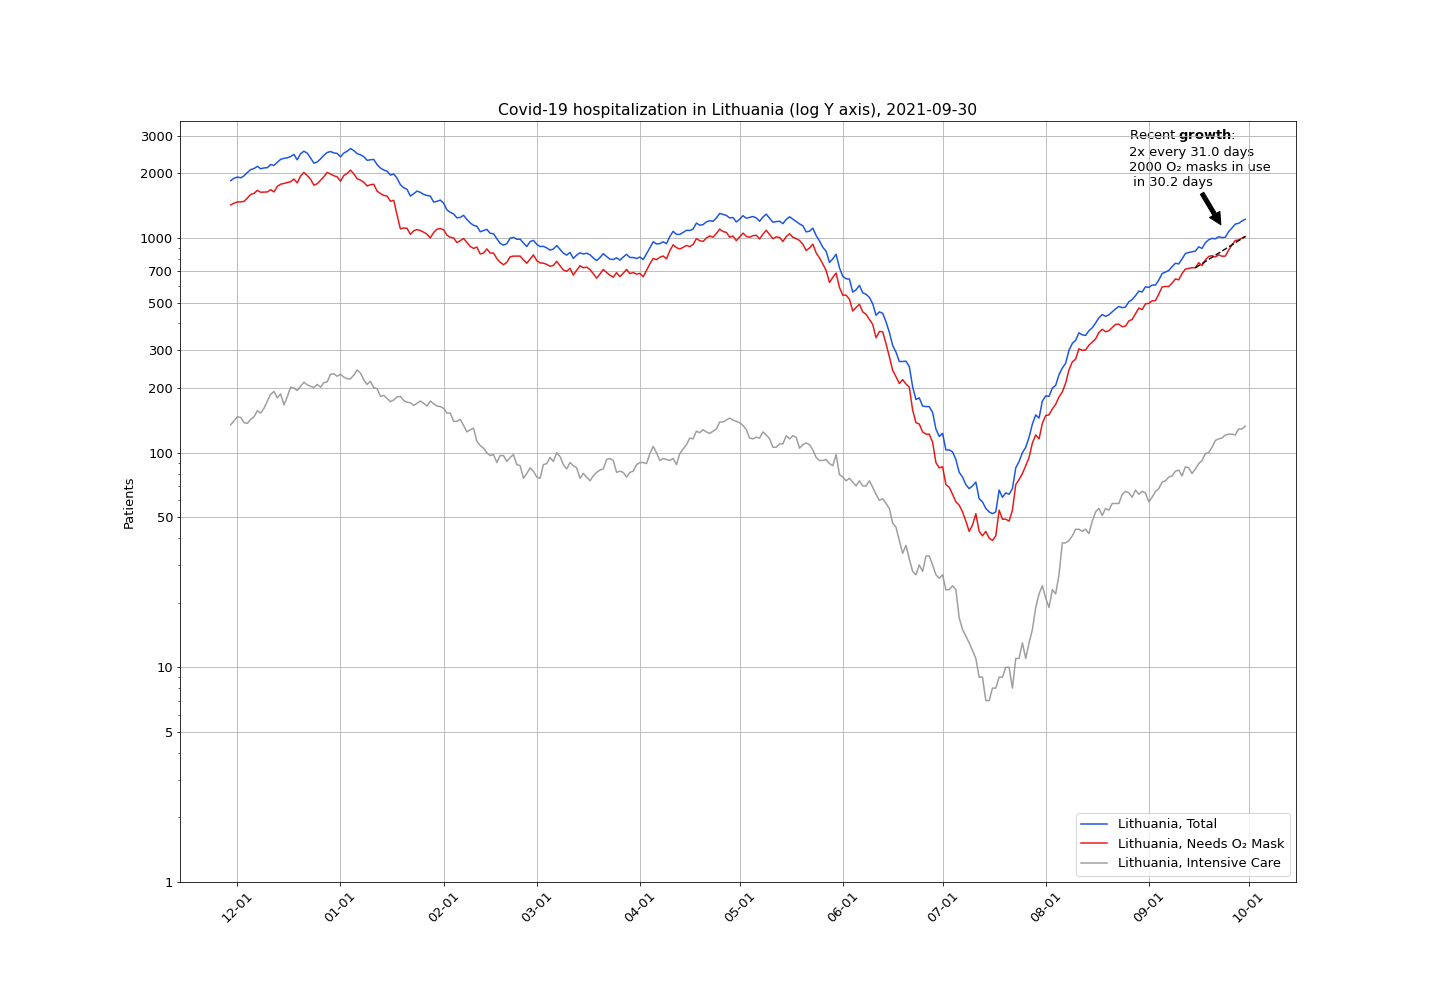 Covid-19 hospitalization in Lithuania (log Y axis), 2021-09-30
Recent growth:
2x every 31.0 days
2000 O₂ masks in use
in 30.2 days
3000
2000
1000
700
500
300
200
100
50
10
5
1
Patients
12-01
01-01
02-01
03-01
04-01
05-01
06-01
07-01
08-01
09-01
10-01
Lithuania, Total
Lithuania, Needs O₂ Mask
Lithuania, Intensive Care